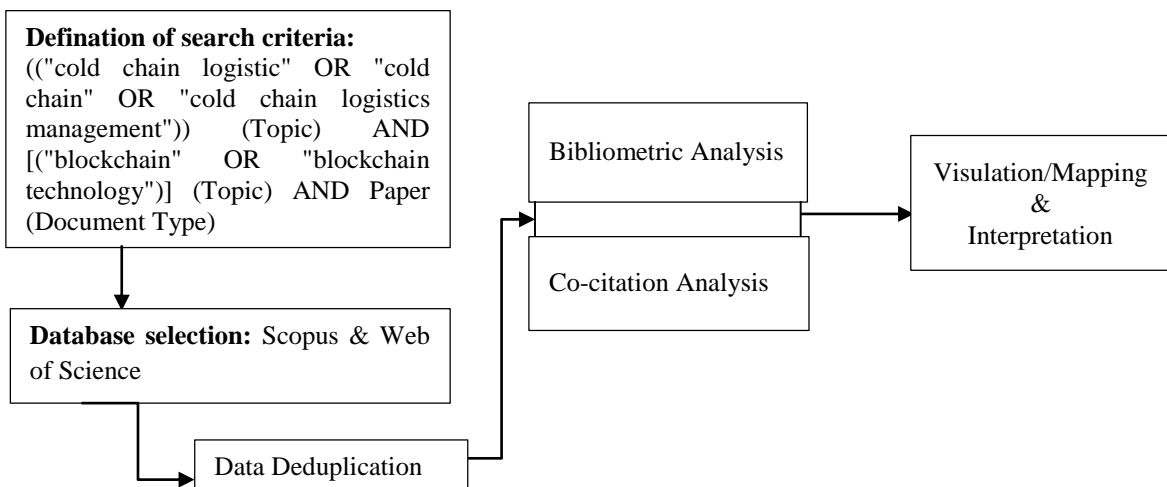 Defination of search criteria:
(("cold chain logistic" OR "cold
chain" OR "cold chain logistics
management")) (Topic) AND
[("blockchain" OR "blockchain
technology")] (Topic) AND Paper
(Document Type)
Database selection: Scopus & Web
of Science
Data Deduplication
Bibliometric Analysis
Co-citation Analysis
Visulation/Mapping
&
Interpretation